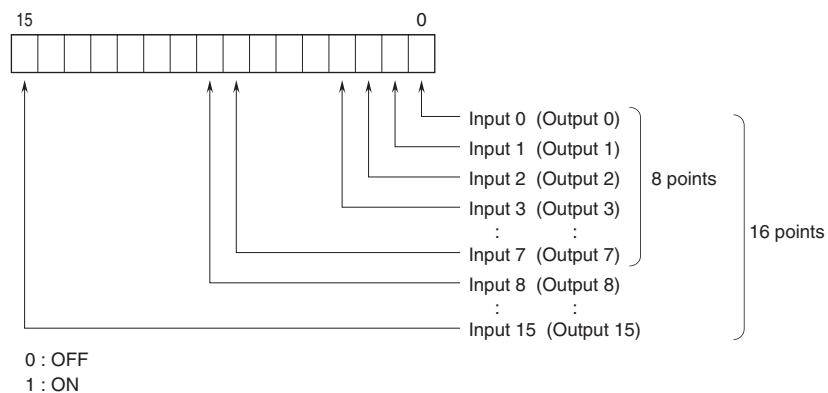 15 0
Input 0 (Output 0)
Input 1 (Output 1)
Input 2 (Output 2)
8 points
Input 3 (Output 3)
: :
16 points
Input 7 (Output 7)
Input 8 (Output 8)
: :
Input 15 (Output 15)
0 : OFF
1 : ON